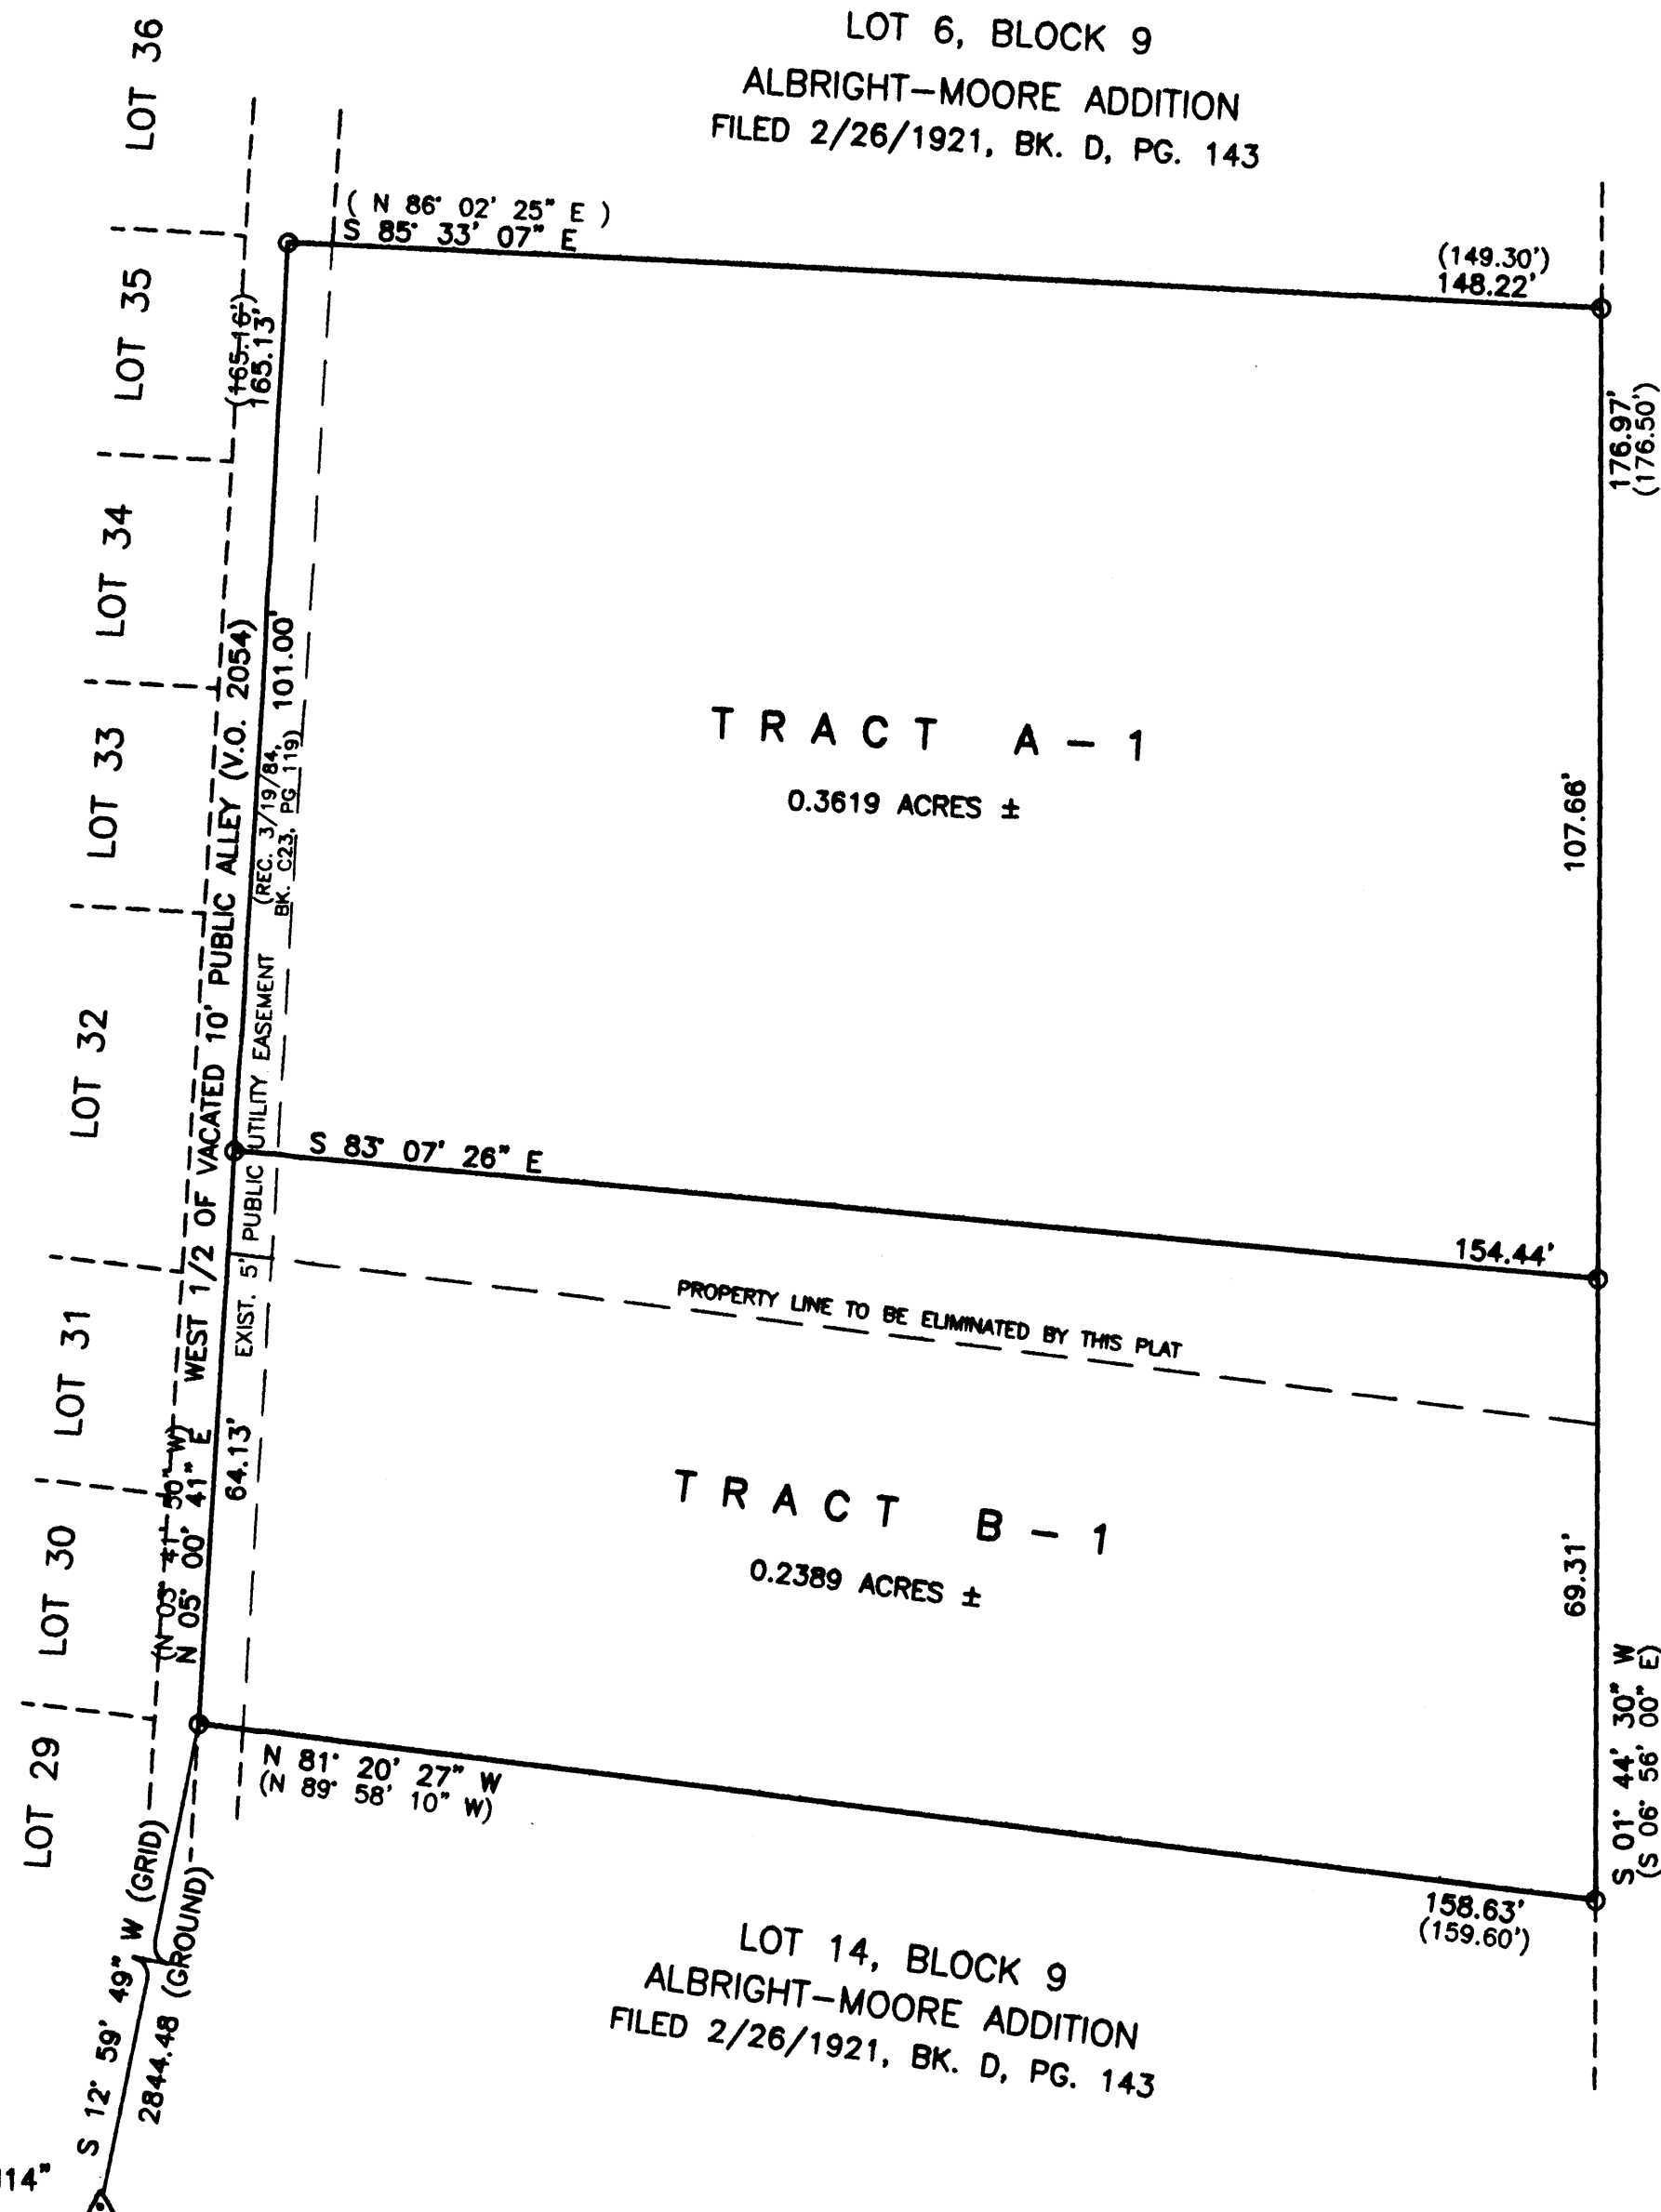 LOT 6, BLOCK 9
ALBRIGHT-MOORE ADDITION
FILED 2/26/1921, BK. D, PG. 143
LOT 36
LOT 35
LOT 34
LOT 33
LOT 32
LOT 31
LOT 30
LOT 29
( N 86° 02' 25" E )
S 85° 33' 07" E
(149.30')
148.22'
(165.16')
165.13'
176.97'
(176.50')
101.00'
(REC. 3/19/84,
BK. C23, PG 119)
TRACT A-1
0.3619 ACRES ±
107.66'
WEST 1/2 OF VACATED 10' PUBLIC ALLEY (V.O. 2054)
EXIST. 5' PUBLIC UTILITY EASEMENT
S 83° 07' 26" E
154.44'
PROPERTY LINE TO BE ELIMINATED BY THIS PLAT
64.13'
TRACT B-1
0.2389 ACRES ±
69.31'
(N 03° 41' 50" W)
N 05° 00' 41" E
S 01° 44' 30" W
(S 06° 56' 00" E)
N 81° 20' 27" W
(N 89° 58' 10" W)
158.63'
(159.60')
S 12° 59' 49" W (GRID)
2844.48 (GROUND)
LOT 14, BLOCK 9
ALBRIGHT-MOORE ADDITION
FILED 2/26/1921, BK. D, PG. 143